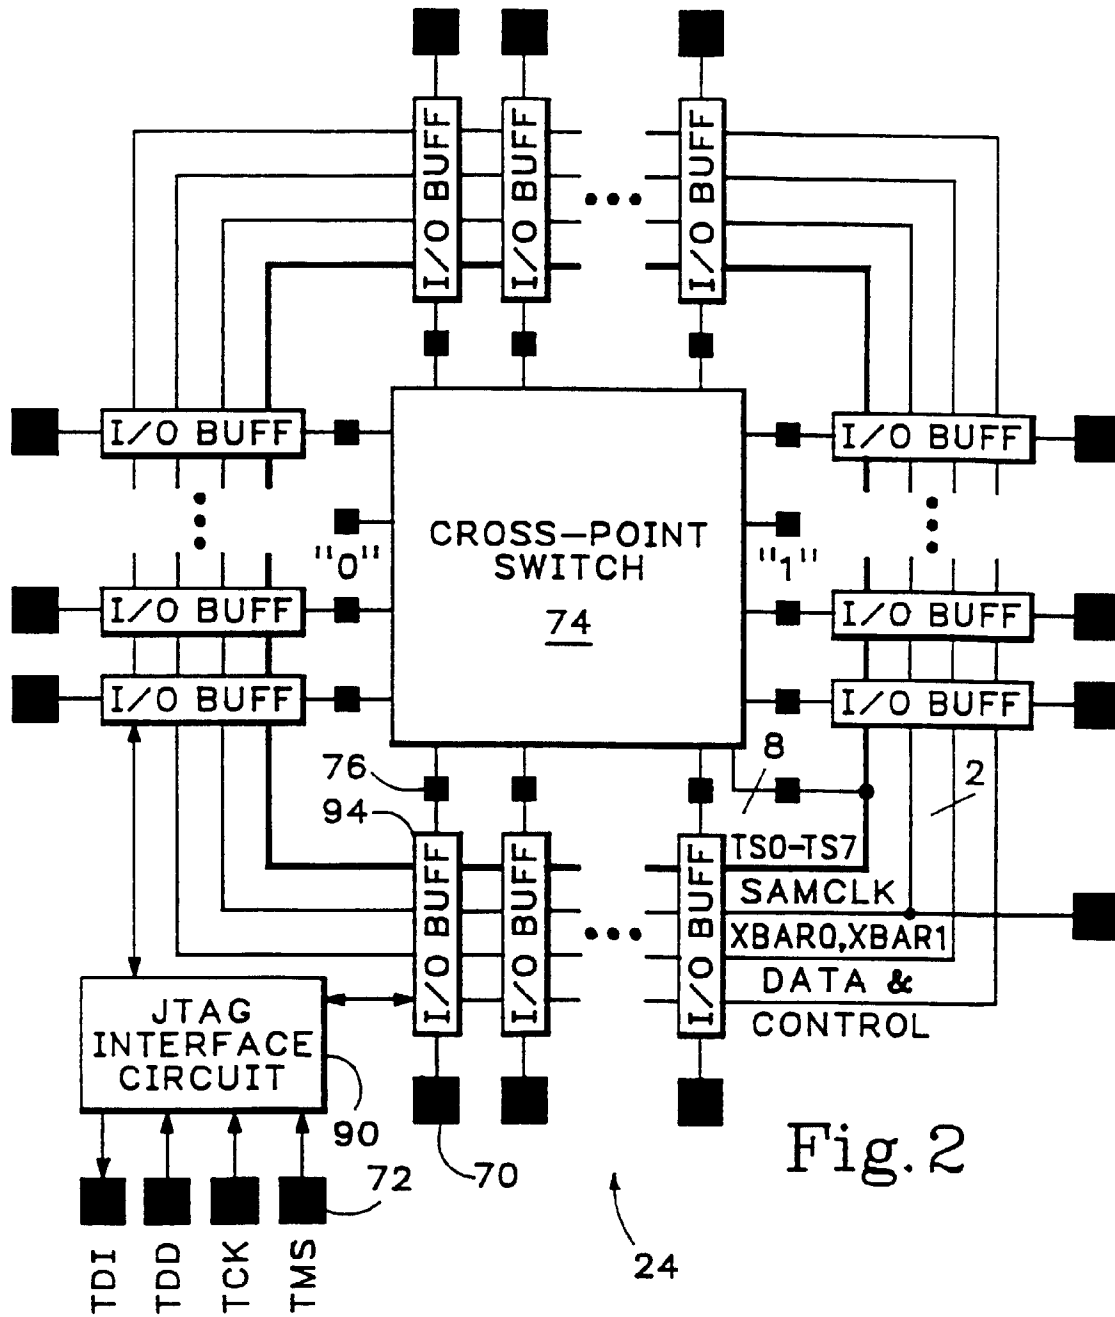 I/O BUFF
I/O BUFF
I/O BUFF
I/O BUFF
I/O BUFF
CROSS-POINT
SWITCH
74
"0"
"1"
I/O BUFF
I/O BUFF
I/O BUFF
I/O BUFF
76
8
2
94
I/O BUFF
I/O BUFF
I/O BUFF
TS0-TS7
SAMCLK
XBAR0,XBAR1
DATA &
CONTROL
JTAG
INTERFACE
CIRCUIT
90
72
70
Fig. 2
24
TDI
TDD
TCK
TMS